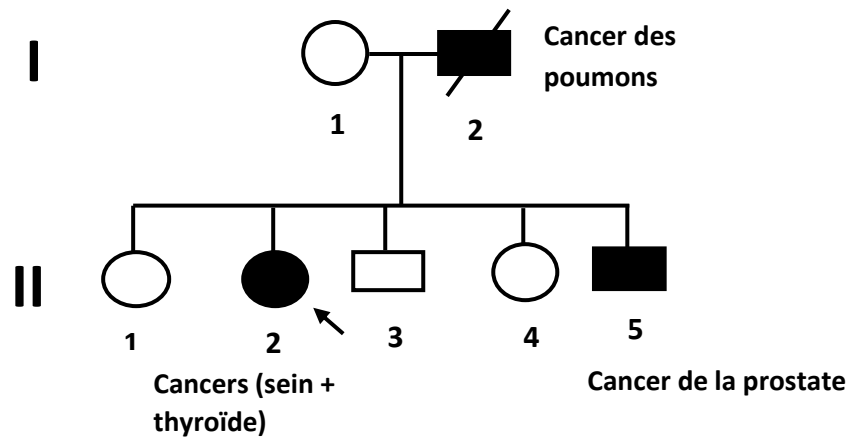 I
Cancer des
poumons
1
2
II
1
2
3
4
5
Cancers (sein +
thyroïde)
Cancer de la prostate